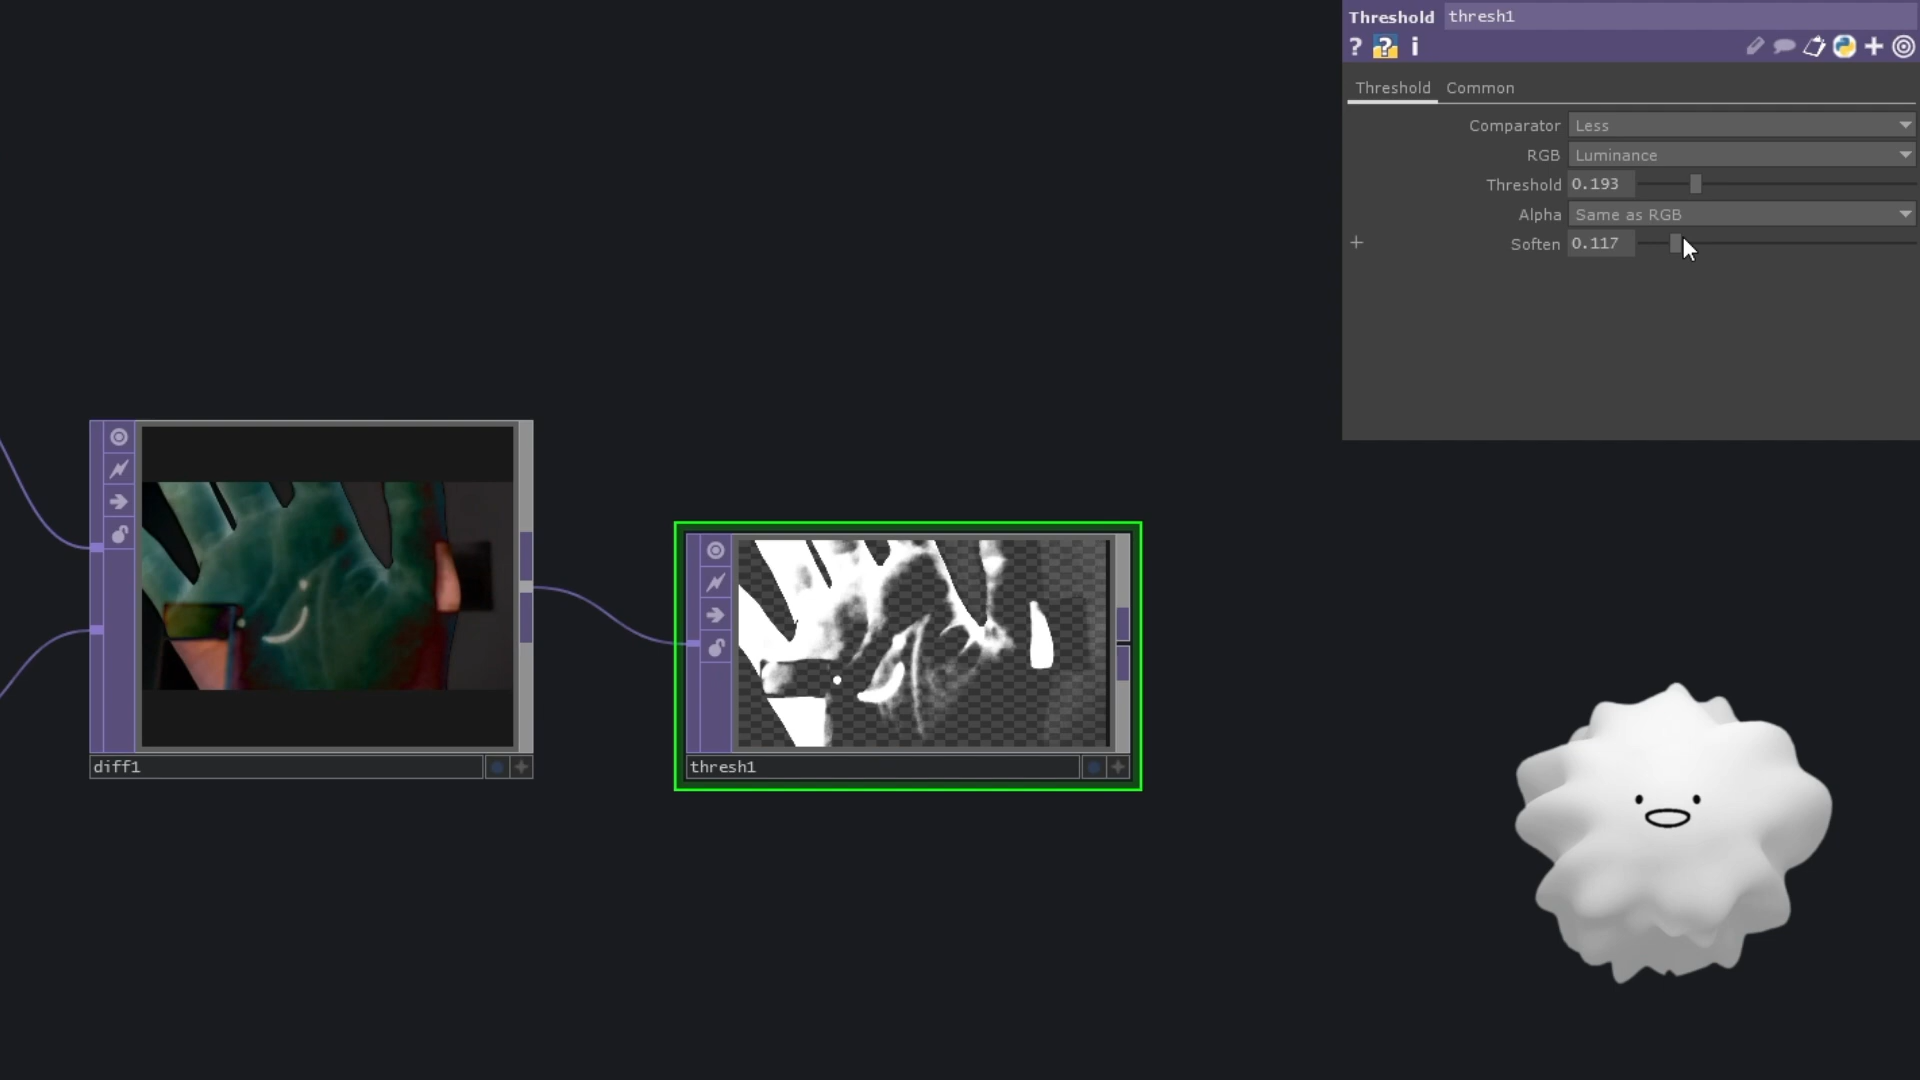 Threshold thresh1
? ? i
Threshold Common
Comparator Less
RGB Luminance
Threshold 0.193
Alpha Same as RGB
+ Soften 0.117
diff1
thresh1